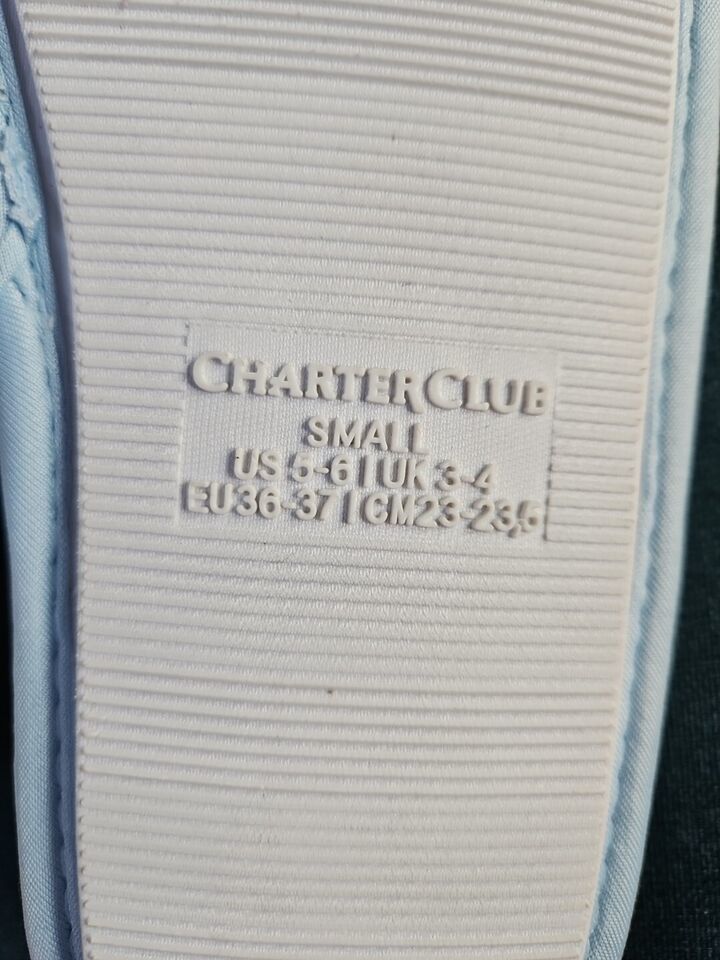 CHARTER CLUB
SMALL
US 5-6 | UK 3-4
EU36-37 | CM23-23,5